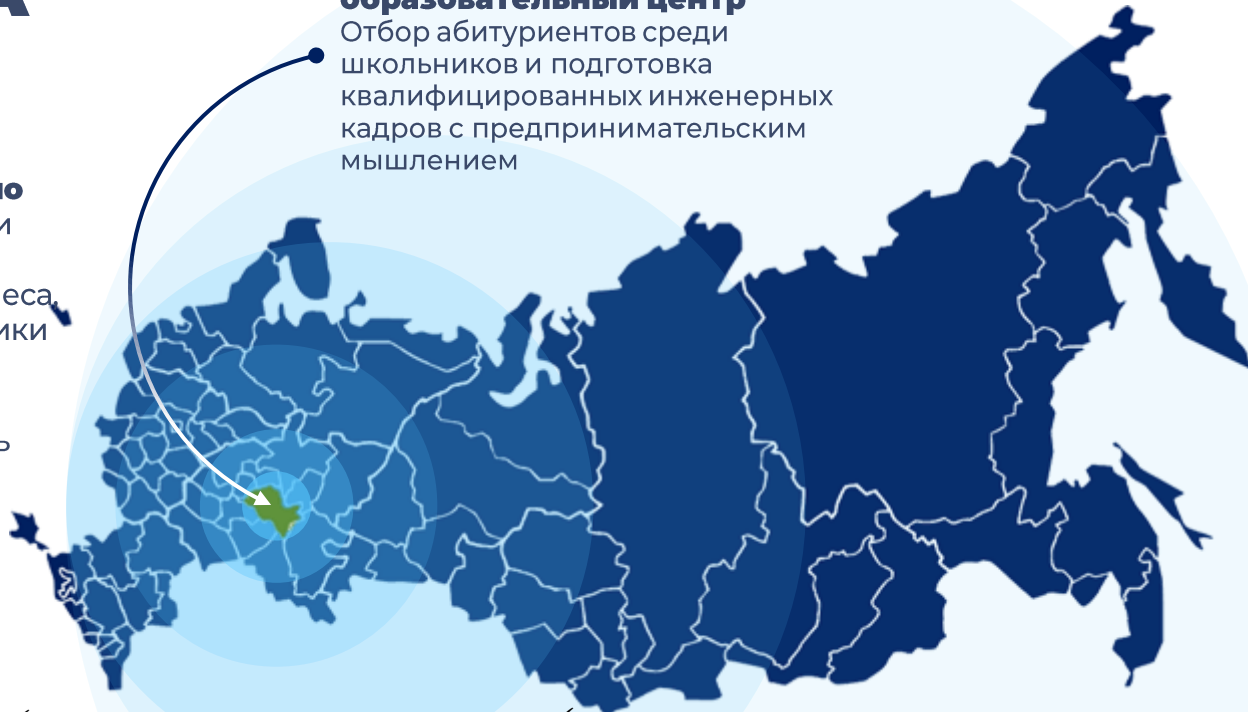 образовательный центр
Отбор абитуриентов среди
школьников и подготовка
квалифицированных инженерных
кадров с предпринимательским
мышлением